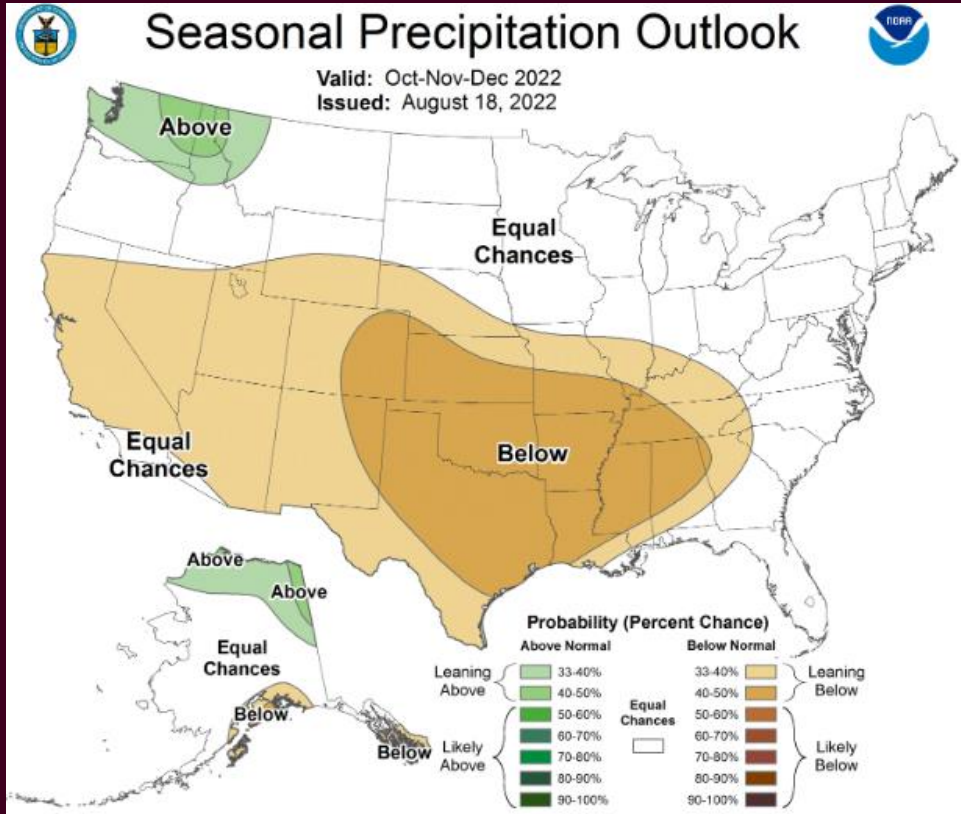 Seasonal Precipitation Outlook
NOAA
Valid: Oct-Nov-Dec 2022
Issued: August 18, 2022
Above
Equal
Chances
Equal
Chances
Below
Above
Above
Equal
Chances
Below
Below
Probability (Percent Chance)
Above Normal
Below Normal
Leaning
Above
33-40%
40-50%
50-60%
60-70%
70-80%
80-90%
90-100%
Likely
Above
Equal
Chances
33-40%
40-50%
50-60%
60-70%
70-80%
80-90%
90-100%
Leaning
Below
Likely
Below